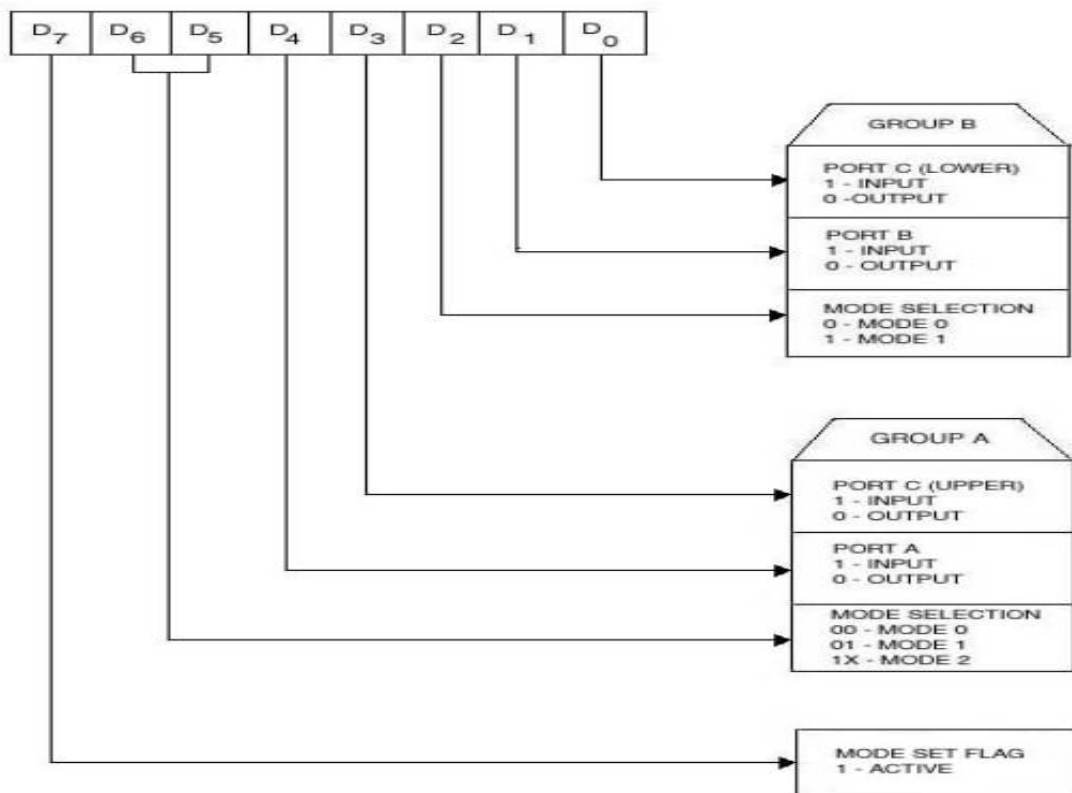 D7 D6 D5 D4 D3 D2 D1 D0
GROUP B
PORT C (LOWER)
1 - INPUT
0 -OUTPUT
PORT B
1 - INPUT
0 - OUTPUT
MODE SELECTION
0 - MODE 0
1 - MODE 1
GROUP A
PORT C (UPPER)
1 - INPUT
0 - OUTPUT
PORT A
1 - INPUT
0 - OUTPUT
MODE SELECTION
00 - MODE 0
01 - MODE 1
1X - MODE 2
MODE SET FLAG
1 - ACTIVE